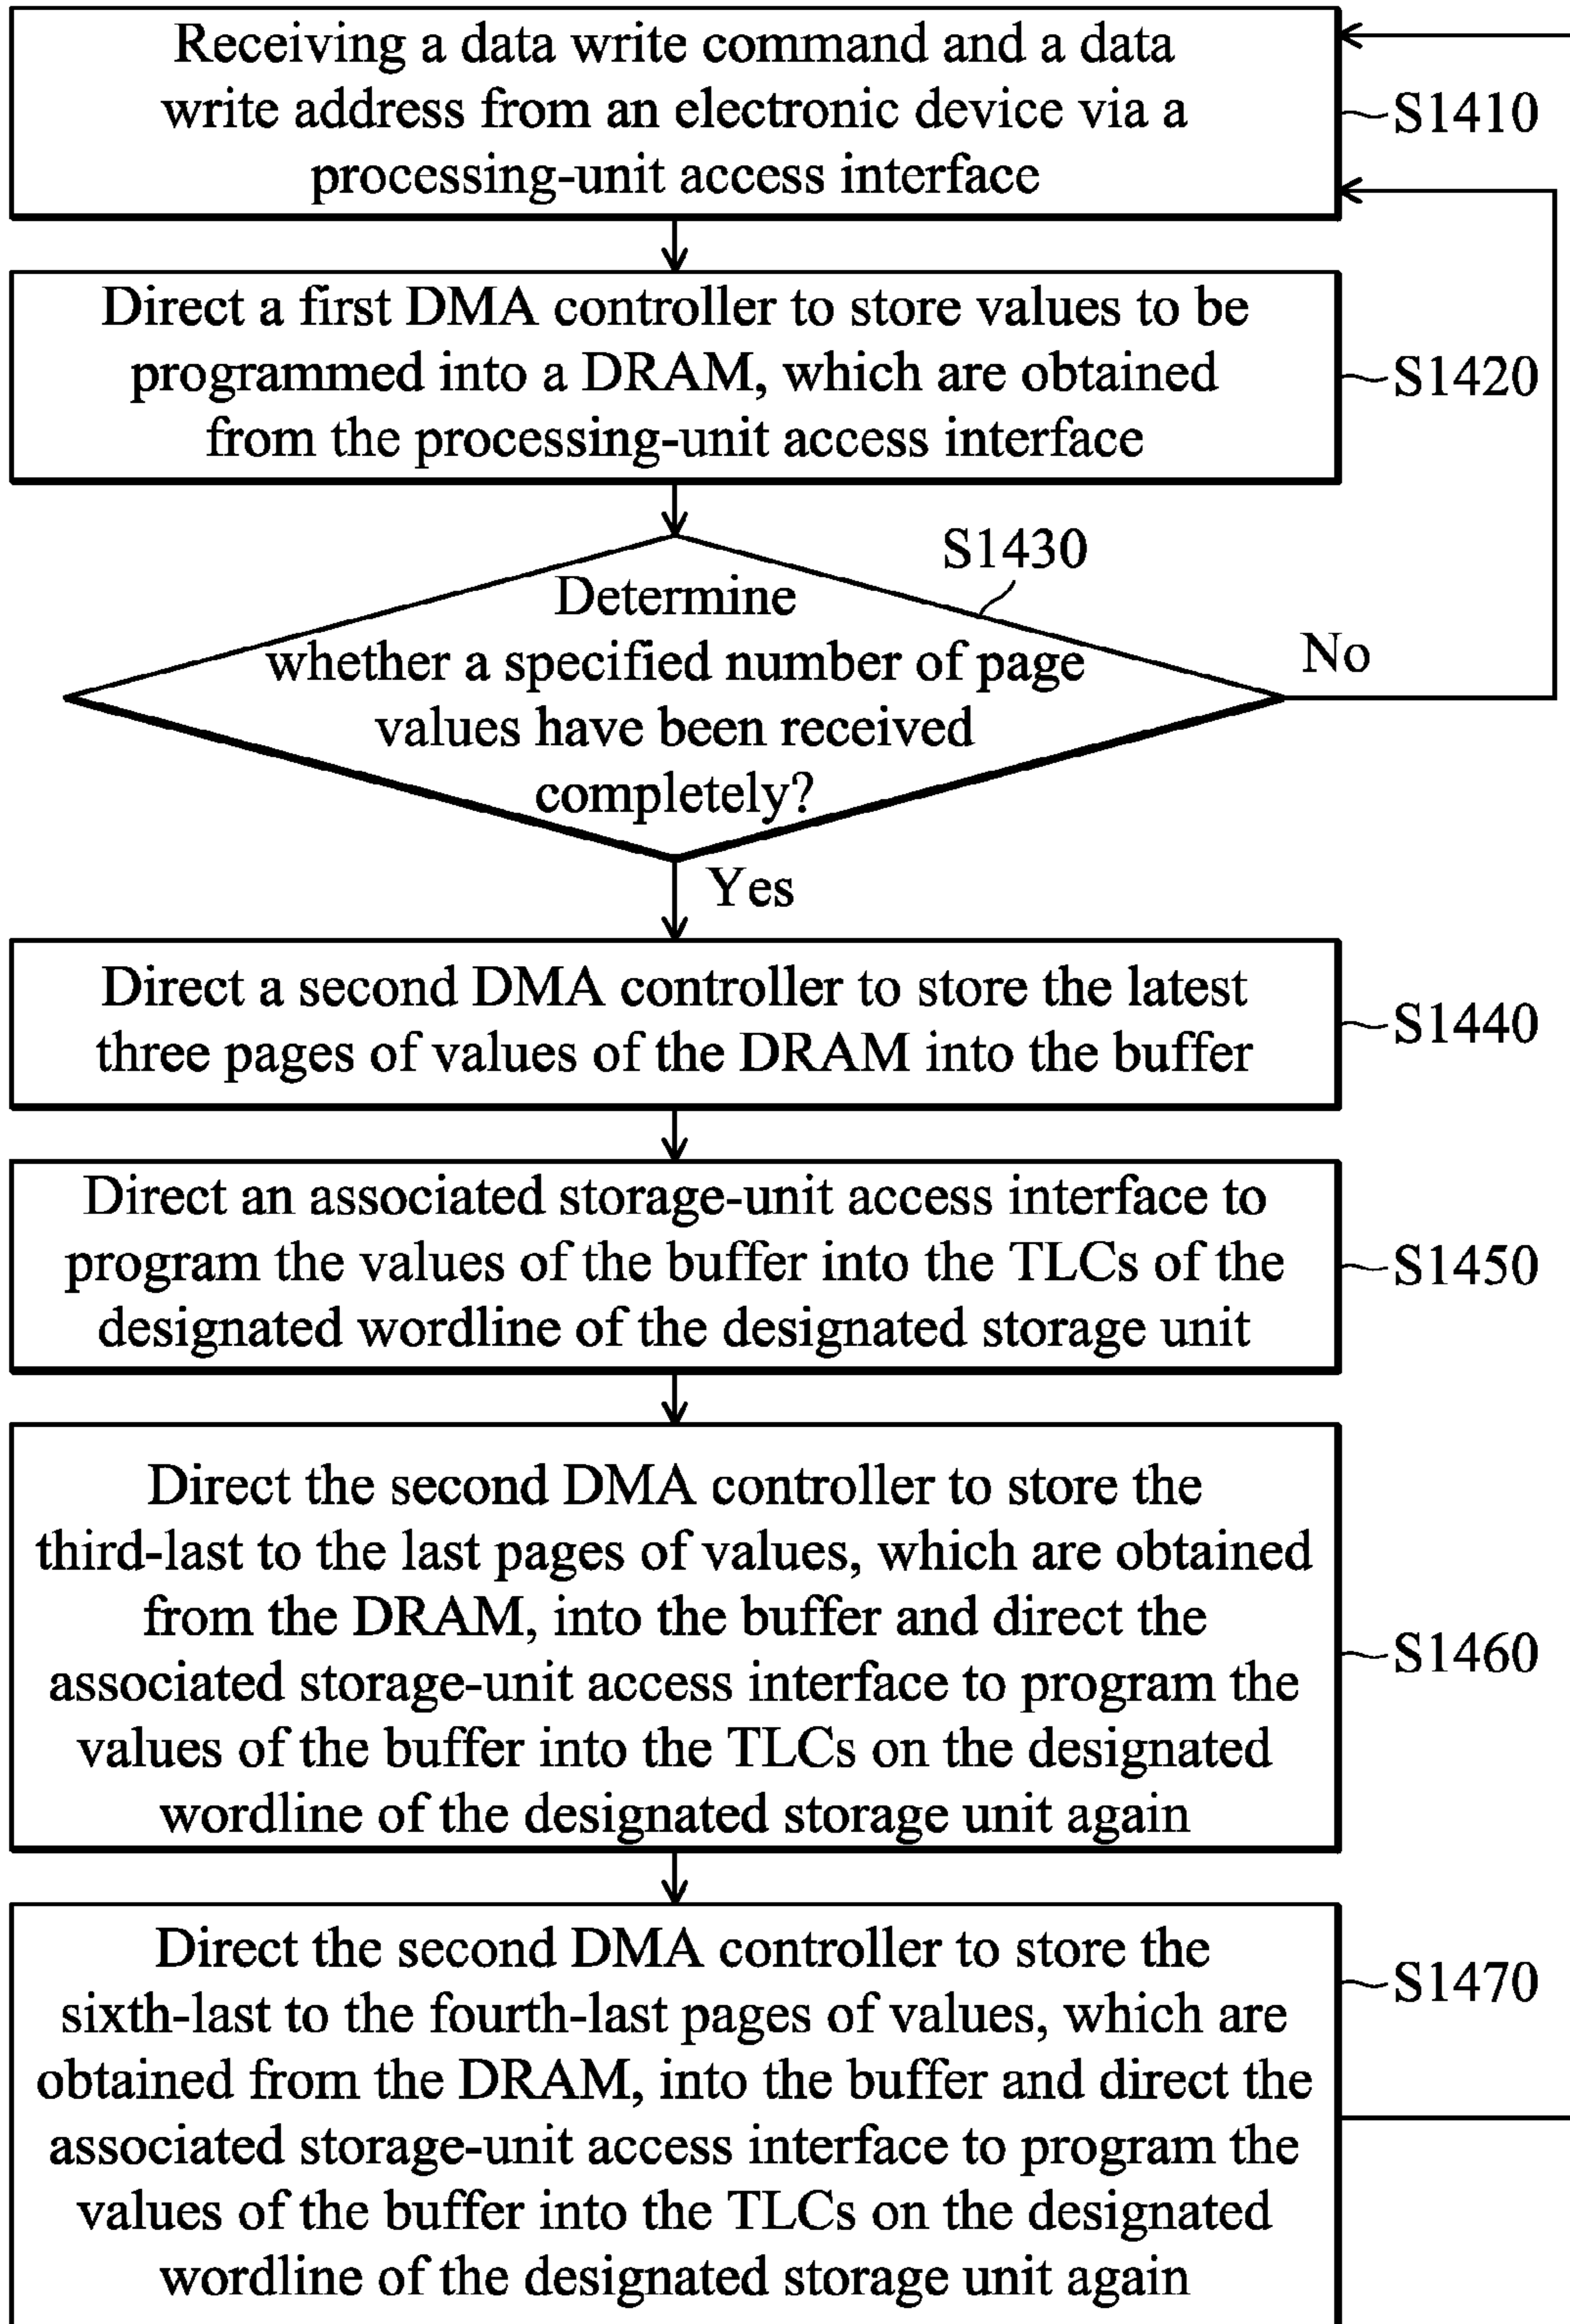 Receiving a data write command and a data
write address from an electronic device via a
processing-unit access interface
S1410
Direct a first DMA controller to store values to be
programmed into a DRAM, which are obtained
from the processing-unit access interface
S1420
S1430
Determine
whether a specified number of page
values have been received
completely?
No
Yes
Direct a second DMA controller to store the latest
three pages of values of the DRAM into the buffer
S1440
Direct an associated storage-unit access interface to
program the values of the buffer into the TLCs of the
designated wordline of the designated storage unit
S1450
Direct the second DMA controller to store the
third-last to the last pages of values, which are obtained
from the DRAM, into the buffer and direct the
associated storage-unit access interface to program the
values of the buffer into the TLCs on the designated
wordline of the designated storage unit again
S1460
Direct the second DMA controller to store the
sixth-last to the fourth-last pages of values, which are
obtained from the DRAM, into the buffer and direct the
associated storage-unit access interface to program the
values of the buffer into the TLCs on the designated
wordline of the designated storage unit again
S1470